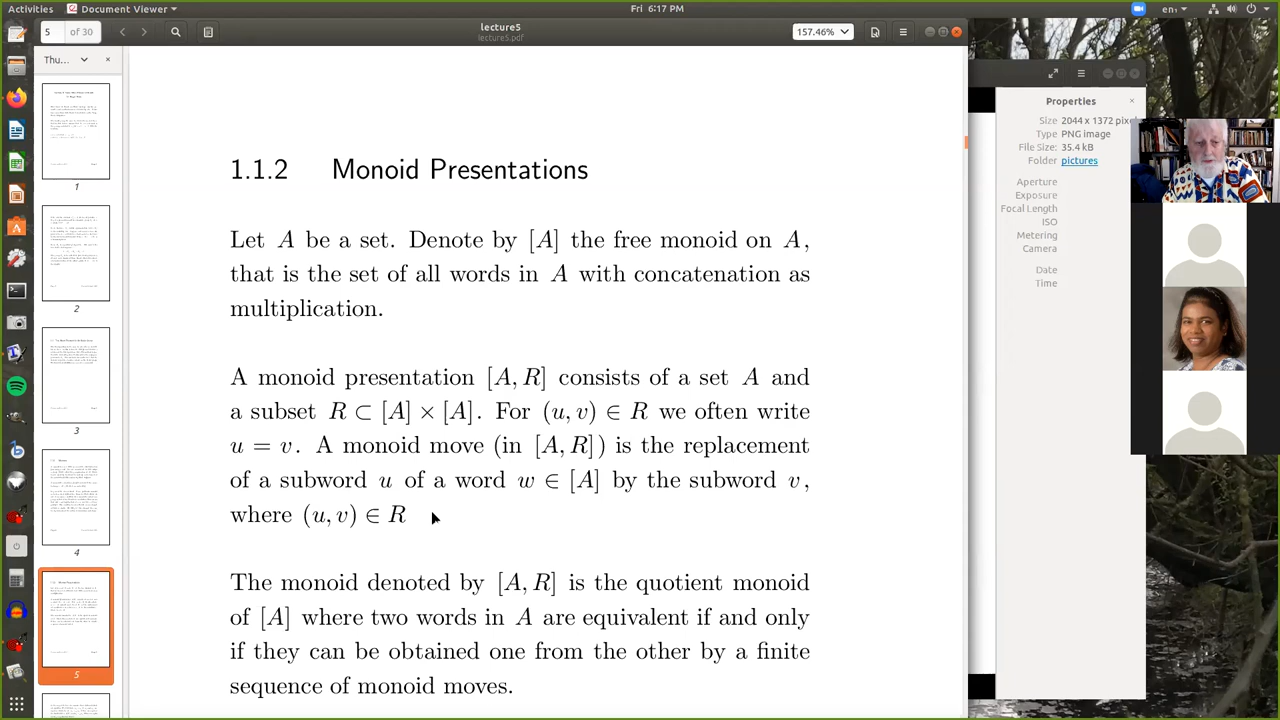 Activities
Document Viewer
Fri 6:17 PM
en
5
of 30
lecture5
lecture5.pdf
157.46%
Thu...
1
2
3
4
5
1.1.2 Monoid Presentations
Let A be a set. Denote by [A] the free monoid on A,
that is the set of all words in A with concatenation as
multiplication.
A monoid presentation [A, R] consists of a set A and
a subset R ⊂ [A] × [A]. For (u, v) ∈ R we often write
u = v. A monoid move (in [A, R]) is the replacement
of a subword u of a word w ∈ [A] by the subword v,
where (u, v) ∈ R
The monoid denoted by [A, R] is the quotient monoid
of [A] where two words in A are equivalent if and only
if they can be obtained one from the other by a finite
sequence of monoid moves.
Properties
Size 2044 x 1372 pix
Type PNG image
File Size: 35.4 kB
Folder pictures
Aperture
Exposure
Focal Length
ISO
Metering
Camera
Date
Time